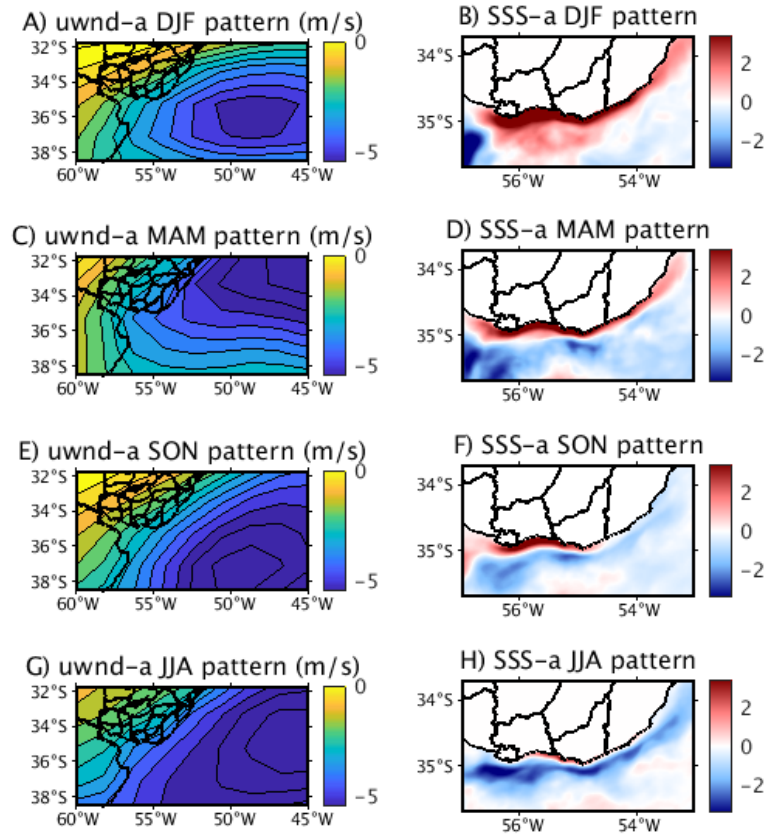 A) uwnd-a DJF pattern (m/s)
B) SSS-a DJF pattern
32°S
34°S
36°S
38°S
60°W 55°W 50°W 45°W
0
-5
34°S
35°S
56°W 54°W
2
0
-2
C) uwnd-a MAM pattern (m/s)
D) SSS-a MAM pattern
32°S
34°S
36°S
38°S
60°W 55°W 50°W 45°W
0
-5
34°S
35°S
56°W 54°W
2
0
-2
E) uwnd-a SON pattern (m/s)
F) SSS-a SON pattern
32°S
34°S
36°S
38°S
60°W 55°W 50°W 45°W
0
-5
34°S
35°S
56°W 54°W
2
0
-2
G) uwnd-a JJA pattern (m/s)
H) SSS-a JJA pattern
32°S
34°S
36°S
38°S
60°W 55°W 50°W 45°W
0
-5
34°S
35°S
56°W 54°W
2
0
-2